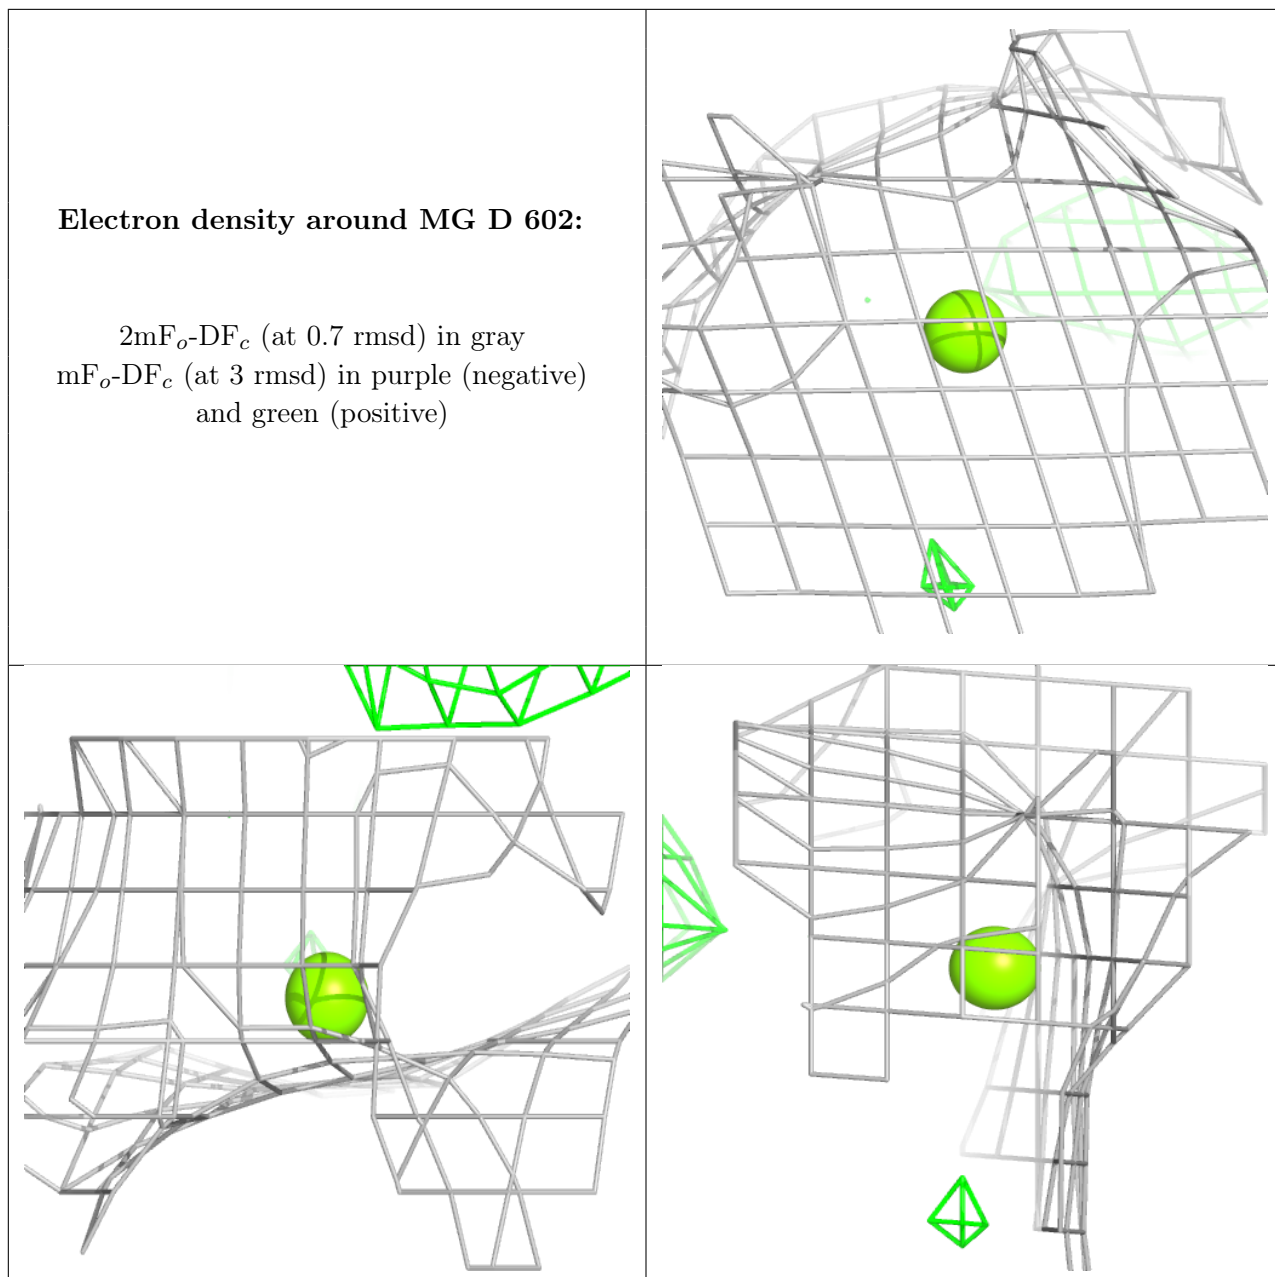 Electron density around MG D 602:
2mFo-DFc (at 0.7 rmsd) in gray
mFo-DFc (at 3 rmsd) in purple (negative)
and green (positive)